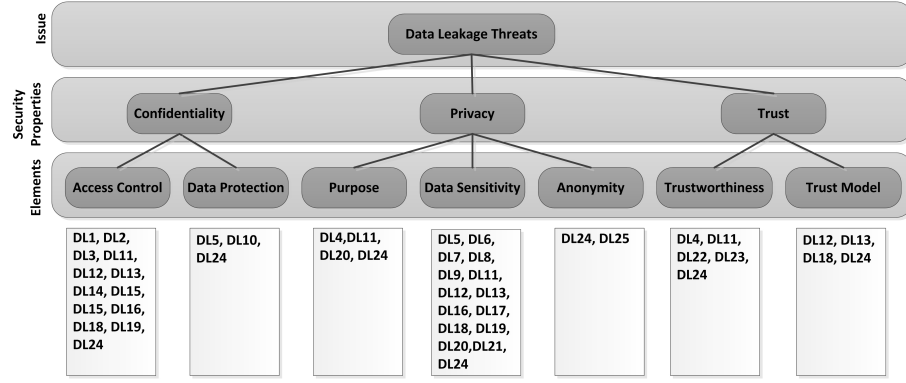 Issue
Data Leakage Threats
Security
Properties
Confidentiality
Privacy
Trust
Elements
Access Control
Data Protection
Purpose
Data Sensitivity
Anonymity
Trustworthiness
Trust Model
DL1, DL2,
DL3, DL11,
DL12, DL13,
DL14, DL15,
DL15, DL16,
DL18, DL19,
DL24
DL5, DL10,
DL24
DL4,DL11,
DL20, DL24
DL5, DL6,
DL7, DL8,
DL9, DL11,
DL12, DL13,
DL16, DL17,
DL18, DL19,
DL20,DL21,
DL24
DL24, DL25
DL4, DL11,
DL22, DL23,
DL24
DL12, DL13,
DL18, DL24